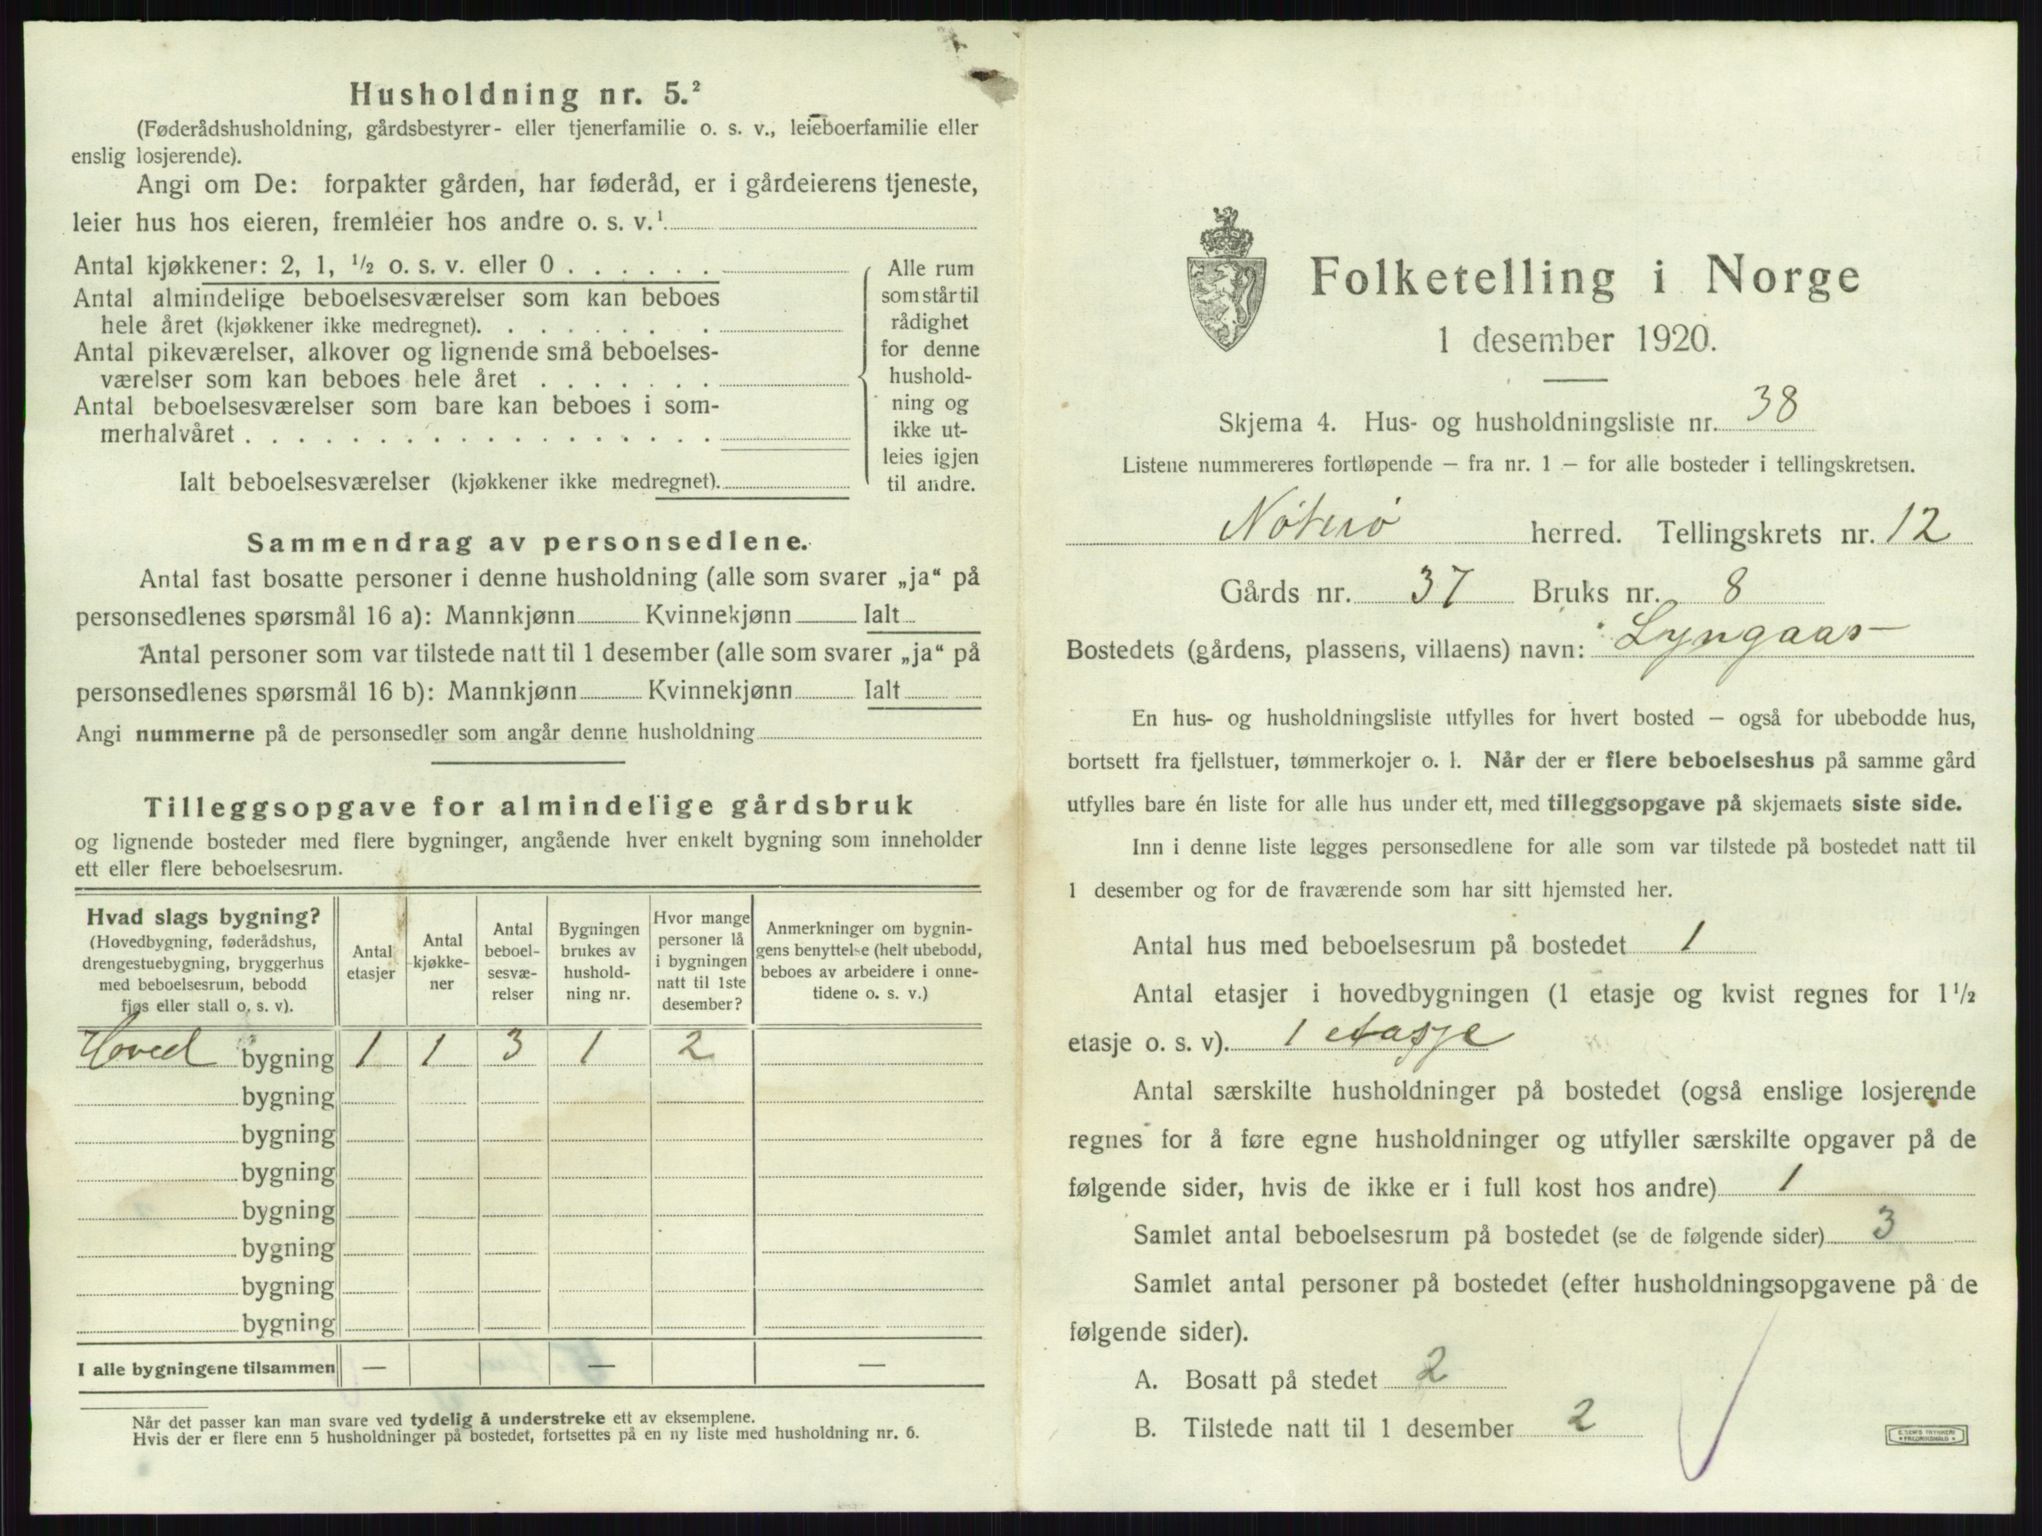 Husholdning nr. 5.²
(Føderådshusholdning, gårdsbestyrer- eller tjenerfamilie o. s. v., leieboerfamilie eller
enslig losjerende).
Angi om De: forpakter gården, har føderåd, er i gårdeierens tjeneste,
leier hus hos eieren, fremleier hos andre o. s. v.¹
Antal kjøkkener: 2, 1, ½ o. s. v. eller 0 . . . . . .
Antal almindelige beboelsesværelser som kan beboes
hele året (kjøkkener ikke medregnet). . . . . . . .
Antal pikeværelser, alkover og lignende små beboelses-
værelser som kan beboes hele året . . . . . . .
Antal beboelsesværelser som bare kan beboes i som-
merhalvåret . . . . . . . . . . . . . . . . . .
Ialt beboelsesværelser (kjøkkener ikke medregnet).
Alle rum
som står til
rådighet
for denne
hushold-
ning og
ikke ut-
leies igjen
til andre.
Sammendrag av personsedlene.
Antal fast bosatte personer i denne husholdning (alle som svarer „ja“ på
personsedlenes spørsmål 16 a): Mannkjønn Kvinnekjønn Ialt
Antal personer som var tilstede natt til 1 desember (alle som svarer „ja“ på
personsedlenes spørsmål 16 b): Mannkjønn Kvinnekjønn Ialt
Angi nummerne på de personsedler som angår denne husholdning
Tilleggsopgave for almindelige gårdsbruk
og lignende bosteder med flere bygninger, angående hver enkelt bygning som inneholder
ett eller flere beboelsesrum.
Hvad slags bygning?
(Hovedbygning, føderådshus,
drengestuebygning, bryggerhus
med beboelsesrum, bebodd
fjøs eller stall o. s. v).
Antal
etasjer
Antal
kjøkke-
ner
Antal
beboel-
sesvæ-
relser
Bygningen
brukes av
hushold-
ning nr.
Hvor mange
personer lå
i bygningen
natt til 1ste
desember?
Anmerkninger om bygnin-
gens benyttelse (helt ubebodd,
beboes av arbeidere i onne-
tidene o. s. v.)
Hoved bygning 1 1 3 1 2
bygning
bygning
bygning
bygning
bygning
bygning
bygning
I alle bygningene tilsammen — — —
Når det passer kan man svare ved tydelig å understreke ett av eksemplene.
Hvis der er flere enn 5 husholdninger på bostedet, fortsettes på en ny liste med husholdning nr. 6.
Folketelling i Norge
1 desember 1920.
Skjema 4. Hus- og husholdningsliste nr. 38
Listene nummereres fortløpende – fra nr. 1 – for alle bosteder i tellingskretsen.
Nøterø herred. Tellingskrets nr. 12
Gårds nr. 37 Bruks nr. 8
Bostedets (gårdens, plassens, villaens) navn: Lyngaas
En hus- og husholdningsliste utfylles for hvert bosted – også for ubebodde hus,
bortsett fra fjellstuer, tømmerkojer o. l. Når der er flere beboelseshus på samme gård
utfylles bare én liste for alle hus under ett, med tilleggsopgave på skjemaets siste side.
Inn i denne liste legges personsedlene for alle som var tilstede på bostedet natt til
1 desember og for de fraværende som har sitt hjemsted her.
Antal hus med beboelsesrum på bostedet 1
Antal etasjer i hovedbygningen (1 etasje og kvist regnes for 1½
etasje o. s. v). 1 etasje
Antal særskilte husholdninger på bostedet (også enslige losjerende
regnes for å føre egne husholdninger og utfyller særskilte opgaver på de
følgende sider, hvis de ikke er i full kost hos andre) 1
Samlet antal beboelsesrum på bostedet (se de følgende sider) 3
Samlet antal personer på bostedet (efter husholdningsopgavene på de
følgende sider).
A. Bosatt på stedet 2
B. Tilstede natt til 1 desember 2